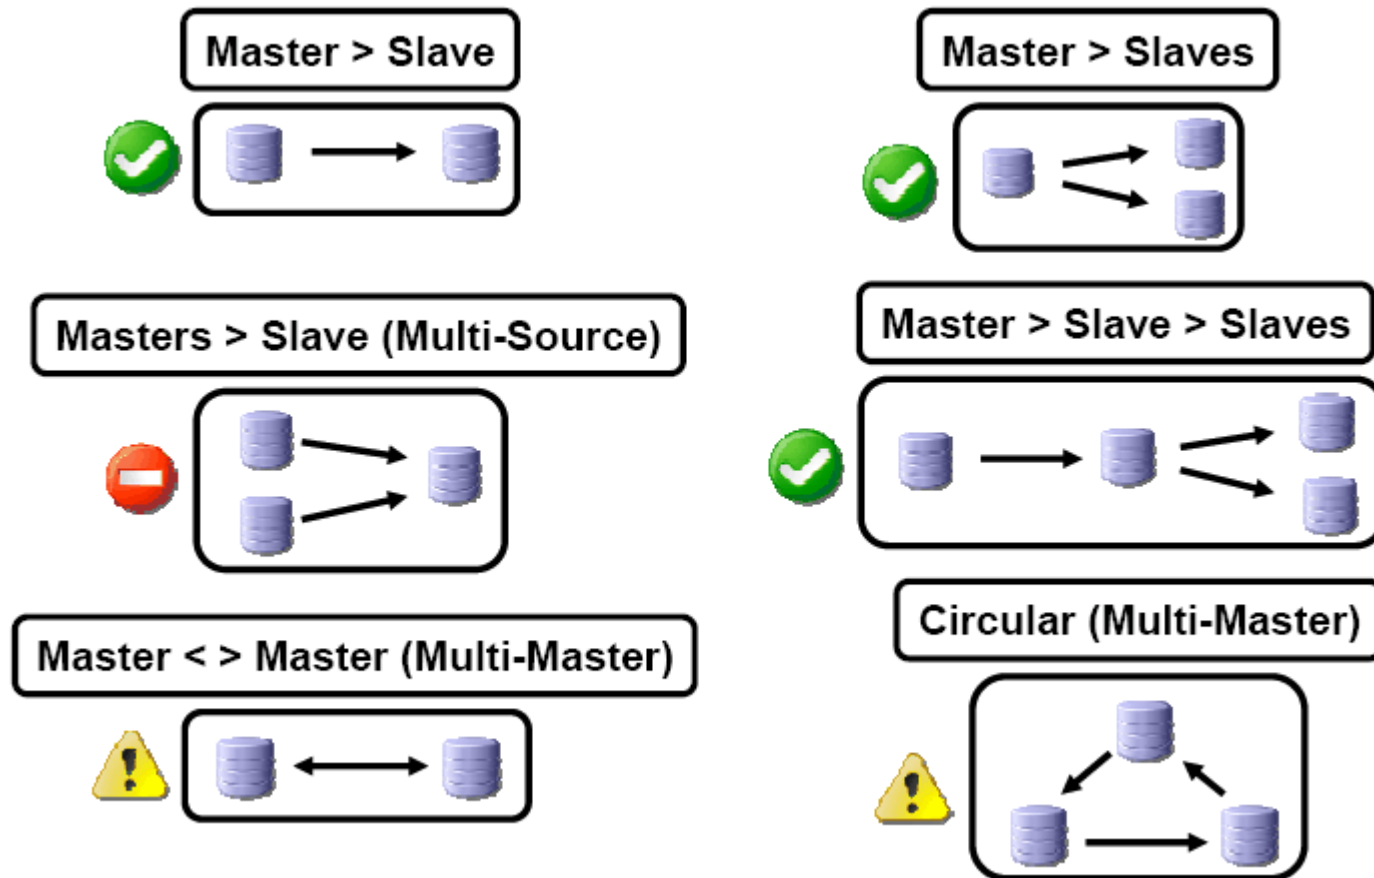 Master > Slave
Master > Slaves
Masters > Slave (Multi-Source)
Master > Slave > Slaves
Master < > Master (Multi-Master)
Circular (Multi-Master)